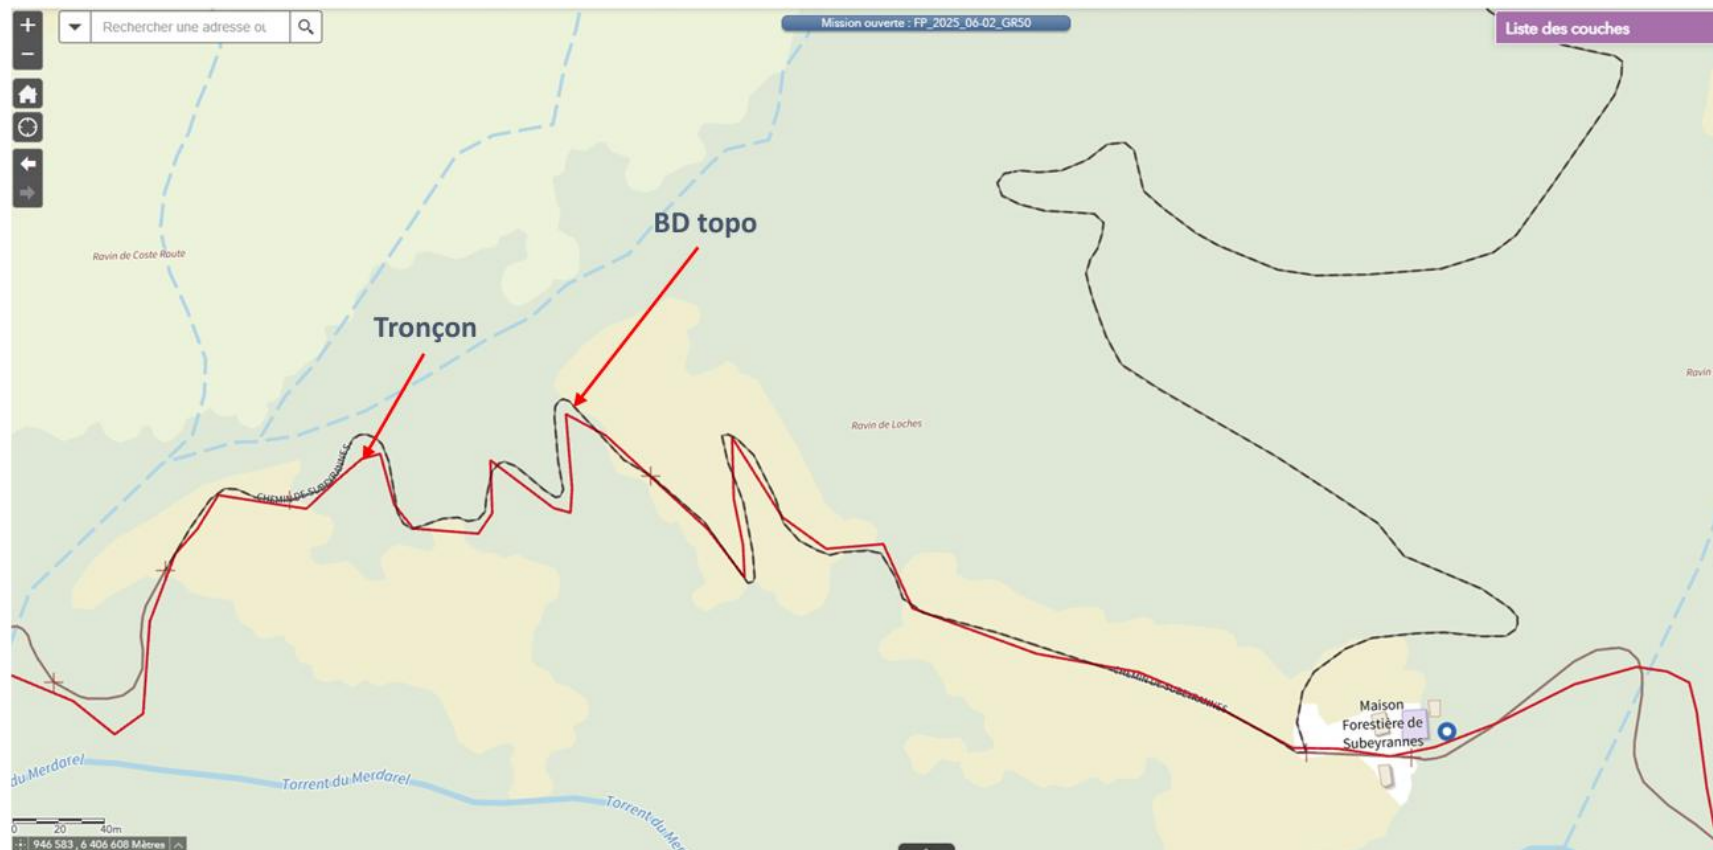 +
Rechercher une adresse ou
Mission ouverte : FP_2025_06-02_GR50
Liste des couches
−
BD topo
Ravin de Coste Route
Tronçon
Ravin
Ravin de Loches
CHEMIN DE SUBEYRANNES
CHEMIN DE SUBEYRANNES
Maison
Forestière de
Subeyrannes
du Merdarel
Torrent du Merdarel
Torrent du Me
0 20 40m
946 583 , 6 406 608 Mètres